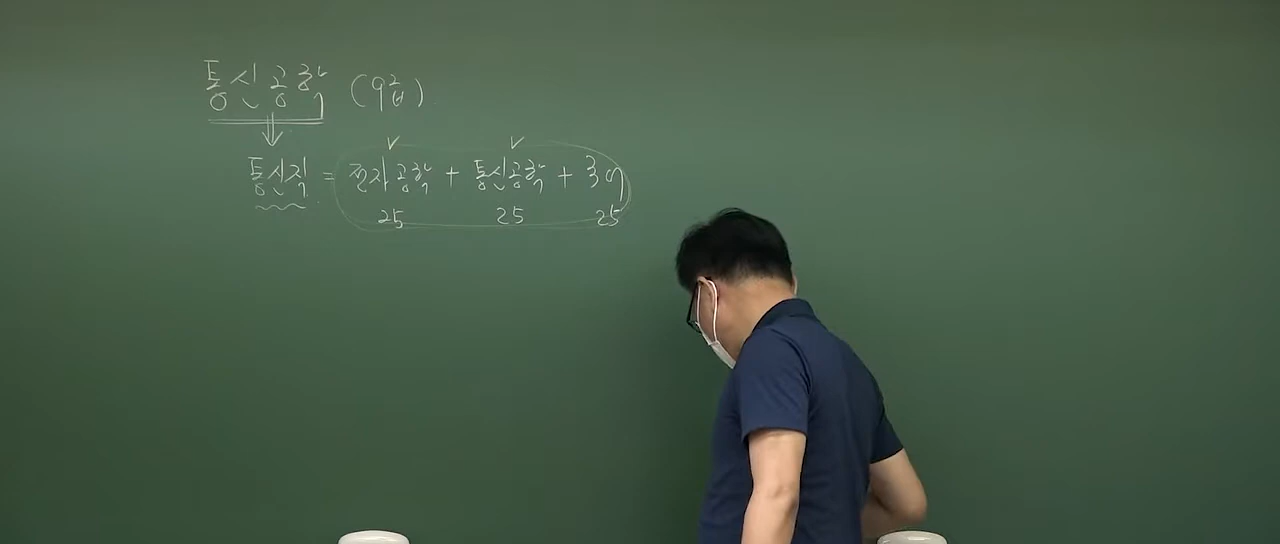 통신공학 (9급)
통신직 = 전자공학 + 통신공학 + 국어
25 25 25